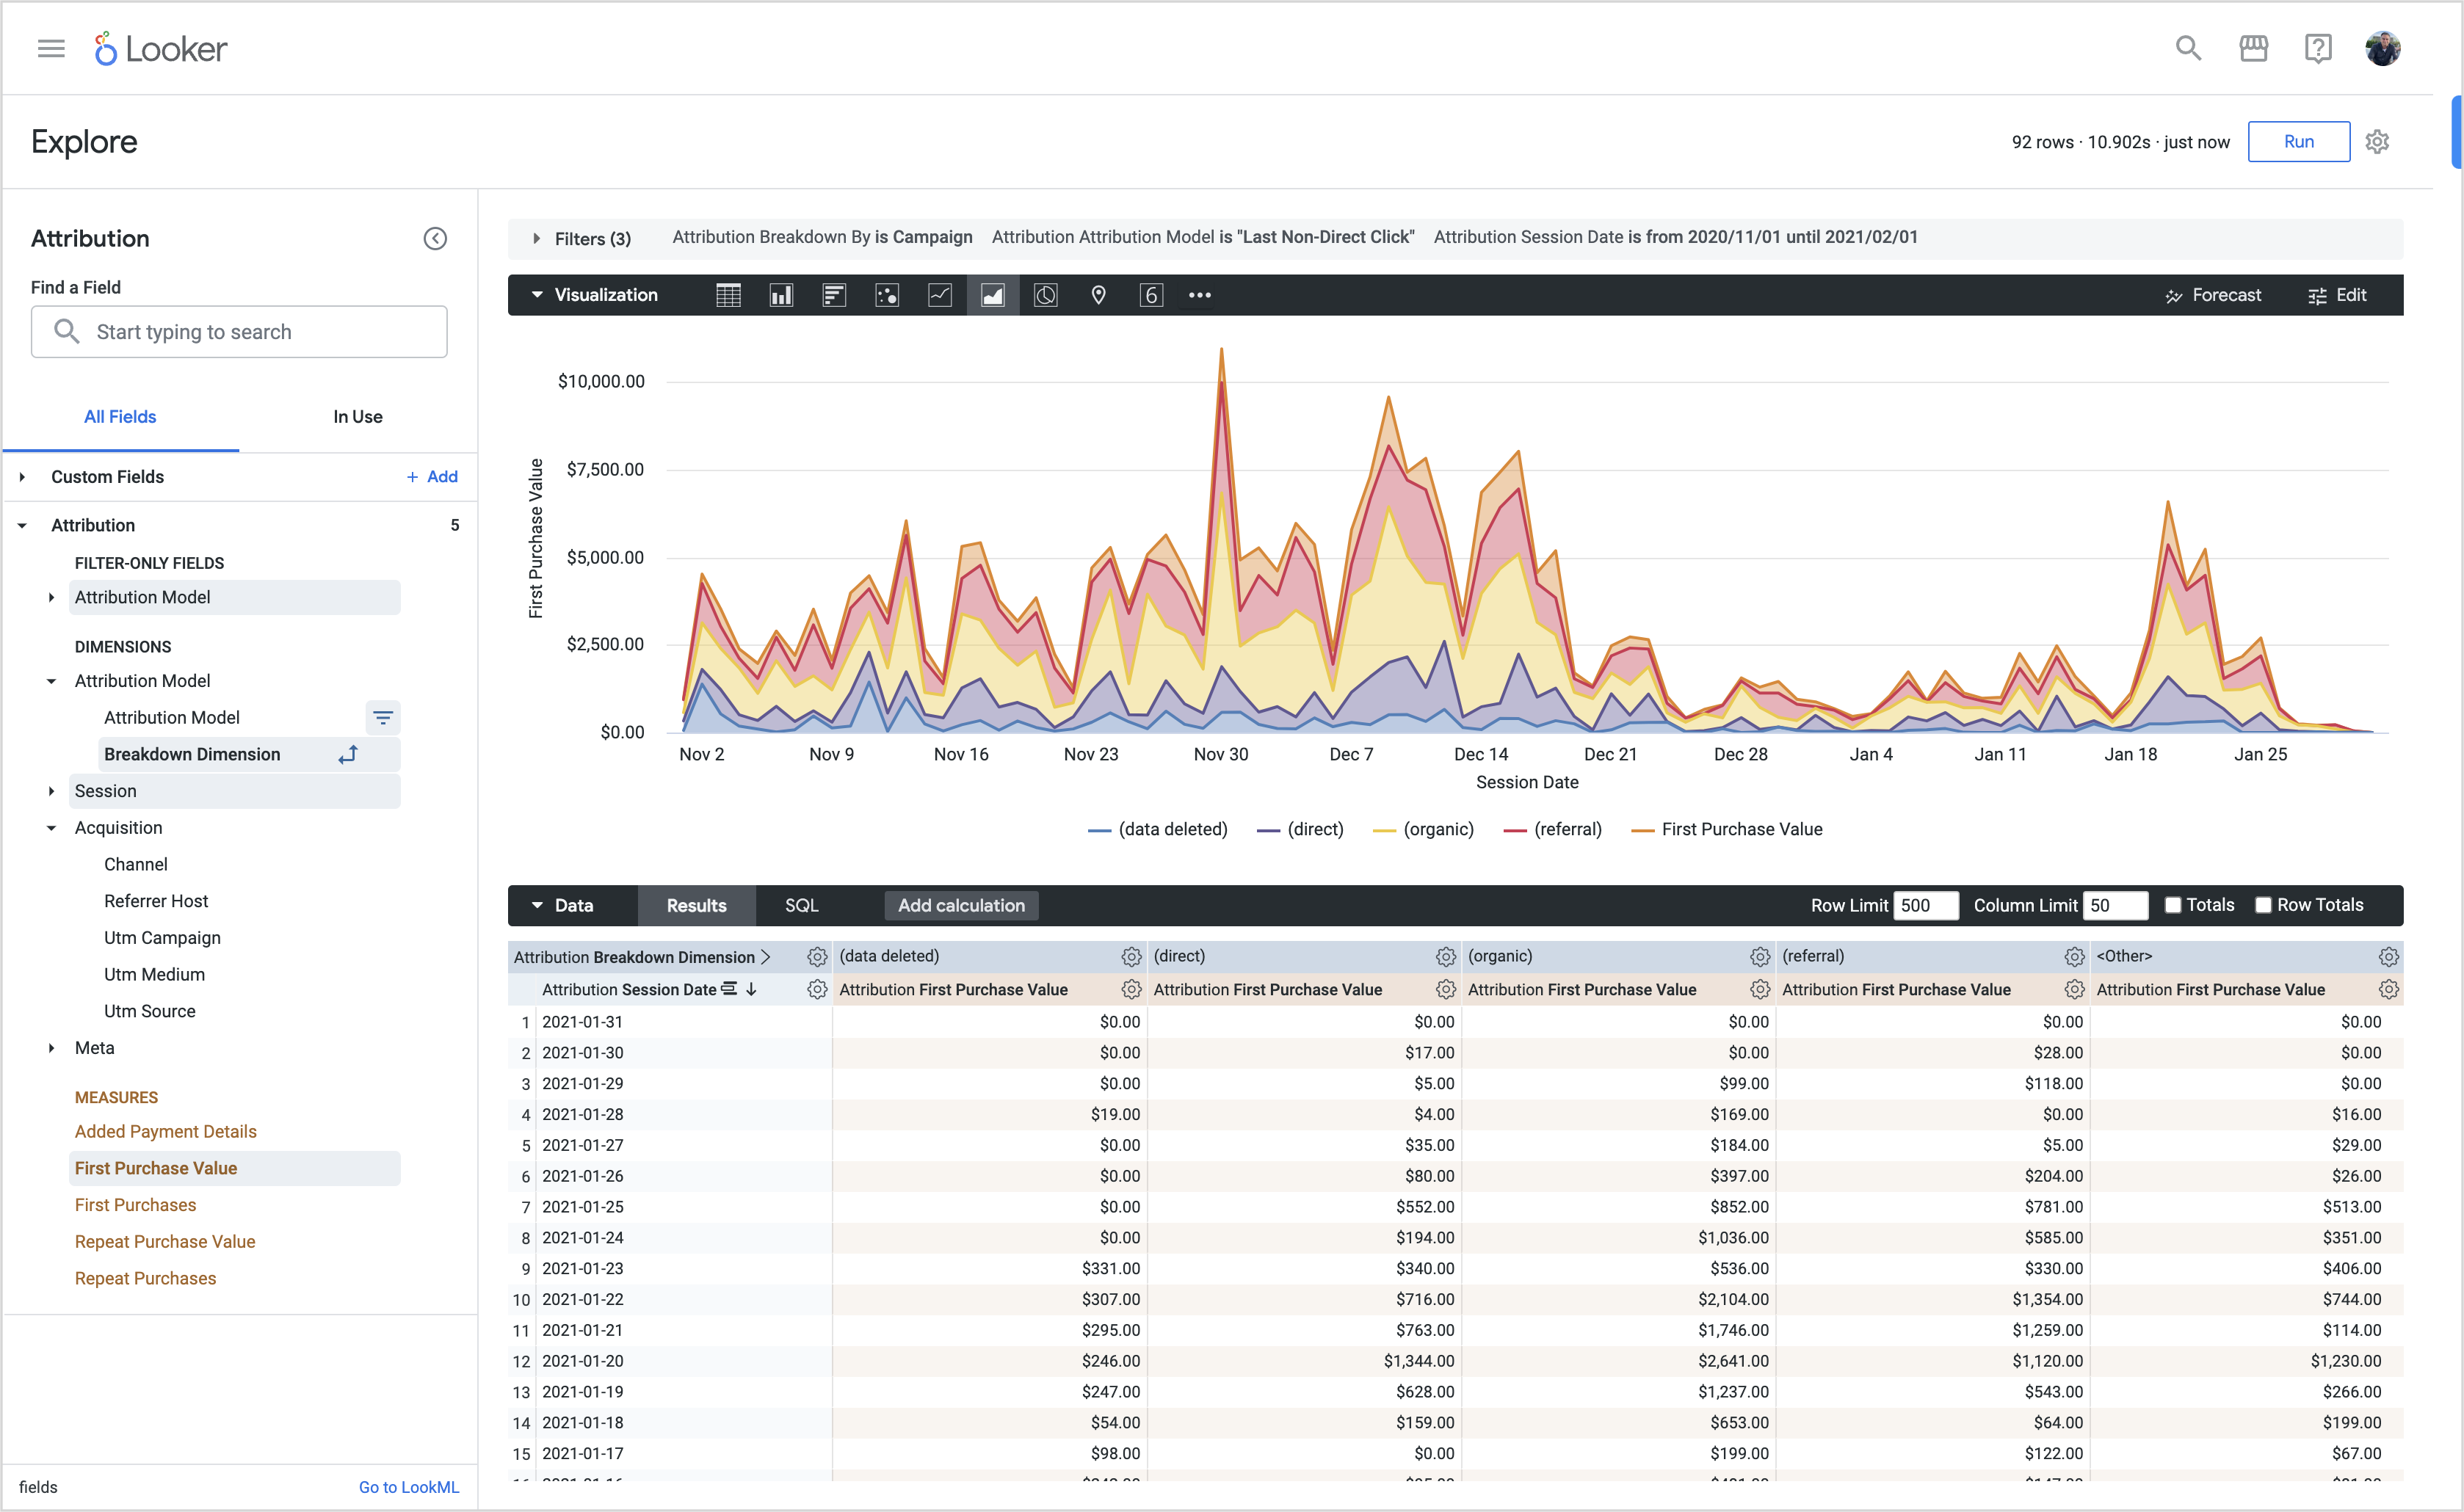 Looker
Explore
92 rows · 10.902s · just now
Run
Attribution
Find a Field
Start typing to search
All Fields
In Use
Custom Fields
+ Add
Attribution
5
FILTER-ONLY FIELDS
Attribution Model
DIMENSIONS
Attribution Model
Attribution Model
Breakdown Dimension
Session
Acquisition
Channel
Referrer Host
Utm Campaign
Utm Medium
Utm Source
Meta
MEASURES
Added Payment Details
First Purchase Value
First Purchases
Repeat Purchase Value
Repeat Purchases
fields
Go to LookML
Filters (3) Attribution Breakdown By is Campaign Attribution Attribution Model is "Last Non-Direct Click" Attribution Session Date is from 2020/11/01 until 2021/02/01
Visualization
6
Forecast
Edit
First Purchase Value
$10,000.00
$7,500.00
$5,000.00
$2,500.00
$0.00
Nov 2 Nov 9 Nov 16 Nov 23 Nov 30 Dec 7 Dec 14 Dec 21 Dec 28 Jan 4 Jan 11 Jan 18 Jan 25
Session Date
(data deleted) (direct) (organic) (referral) First Purchase Value
Data Results SQL Add calculation Row Limit 500 Column Limit 50 Totals Row Totals
Attribution Breakdown Dimension (data deleted) (direct) (organic) (referral) <Other>
Attribution Session Date Attribution First Purchase Value Attribution First Purchase Value Attribution First Purchase Value Attribution First Purchase Value Attribution First Purchase Value
1 2021-01-31 $0.00 $0.00 $0.00 $0.00 $0.00
2 2021-01-30 $0.00 $17.00 $0.00 $28.00 $0.00
3 2021-01-29 $0.00 $5.00 $99.00 $118.00 $0.00
4 2021-01-28 $19.00 $4.00 $169.00 $0.00 $16.00
5 2021-01-27 $0.00 $35.00 $184.00 $5.00 $29.00
6 2021-01-26 $0.00 $80.00 $397.00 $204.00 $26.00
7 2021-01-25 $0.00 $552.00 $852.00 $781.00 $513.00
8 2021-01-24 $0.00 $194.00 $1,036.00 $585.00 $351.00
9 2021-01-23 $331.00 $340.00 $536.00 $330.00 $406.00
10 2021-01-22 $307.00 $716.00 $2,104.00 $1,354.00 $744.00
11 2021-01-21 $295.00 $763.00 $1,746.00 $1,259.00 $114.00
12 2021-01-20 $246.00 $1,344.00 $2,641.00 $1,120.00 $1,230.00
13 2021-01-19 $247.00 $628.00 $1,237.00 $543.00 $266.00
14 2021-01-18 $54.00 $159.00 $653.00 $64.00 $199.00
15 2021-01-17 $98.00 $0.00 $199.00 $122.00 $67.00